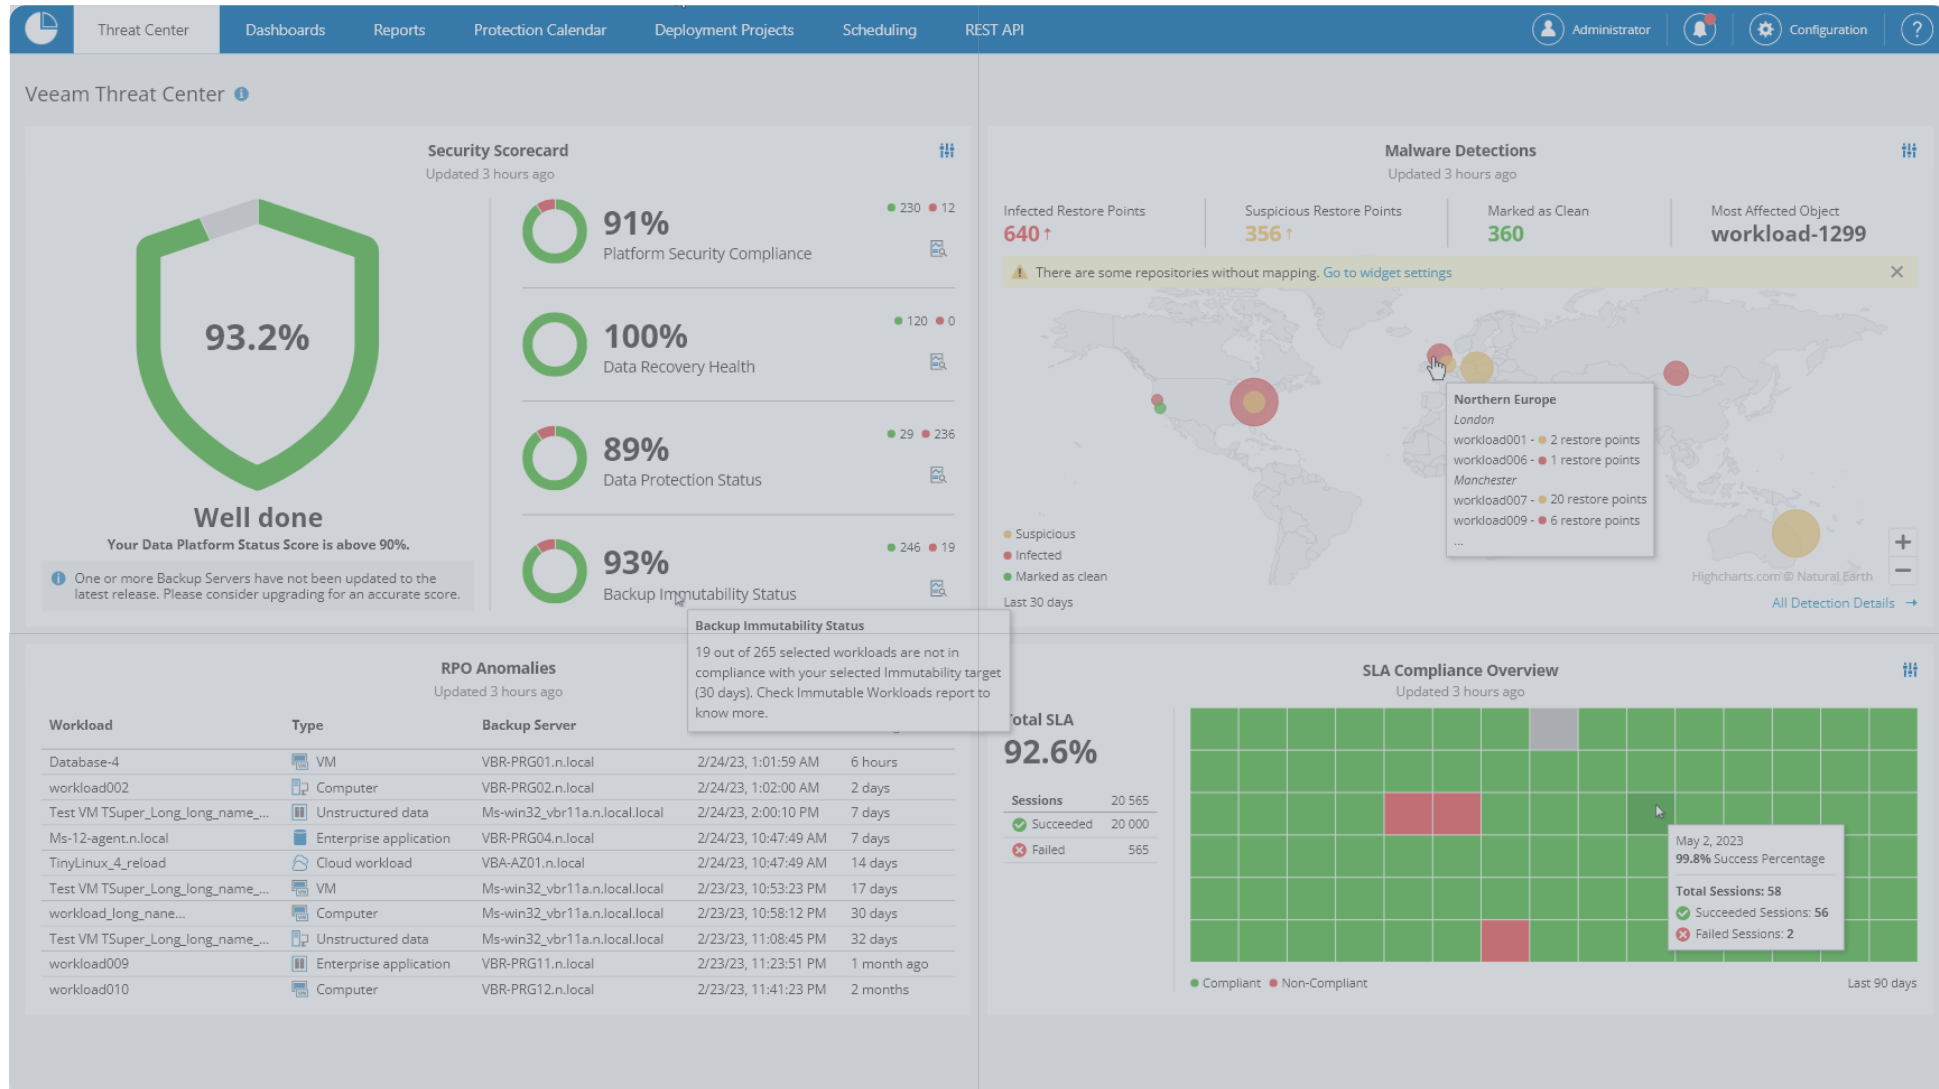 Threat Center
Dashboards
Reports
Protection Calendar
Deployment Projects
Scheduling
REST API
Administrator
Configuration
?
Veeam Threat Center
Security Scorecard
Updated 3 hours ago
93.2%
Well done
Your Data Platform Status Score is above 90%.
One or more Backup Servers have not been updated to the
latest release. Please consider upgrading for an accurate score.
91%
Platform Security Compliance
230 12
100%
Data Recovery Health
120 0
89%
Data Protection Status
29 236
93%
Backup Immutability Status
246 19
Backup Immutability Status
19 out of 265 selected workloads are not in
compliance with your selected Immutability target
(30 days). Check Immutable Workloads report to
know more.
Malware Detections
Updated 3 hours ago
Infected Restore Points
640↑
Suspicious Restore Points
356↑
Marked as Clean
360
Most Affected Object
workload-1299
There are some repositories without mapping. Go to widget settings
Northern Europe
London
workload001 - 2 restore points
workload006 - 1 restore points
Manchester
workload007 - 20 restore points
workload009 - 6 restore points
...
Suspicious
Infected
Marked as clean
Last 30 days
+
−
Highcharts.com © Natural Earth
All Detection Details →
RPO Anomalies
Updated 3 hours ago
Workload Type Backup Server
Database-4 VM VBR-PRG01.n.local 2/24/23, 1:01:59 AM 6 hours
workload002 Computer VBR-PRG02.n.local 2/24/23, 1:02:00 AM 2 days
Test VM TSuper_Long_long_name_... Unstructured data Ms-win32_vbr11a.n.local.local 2/24/23, 2:00:10 PM 7 days
Ms-12-agent.n.local Enterprise application VBR-PRG04.n.local 2/24/23, 10:47:49 AM 7 days
TinyLinux_4_reload Cloud workload VBA-AZ01.n.local 2/24/23, 10:47:49 AM 14 days
Test VM TSuper_Long_long_name_... VM Ms-win32_vbr11a.n.local.local 2/23/23, 10:53:23 PM 17 days
workload_long_nane... Computer Ms-win32_vbr11a.n.local.local 2/23/23, 10:58:12 PM 30 days
Test VM TSuper_Long_long_name_... Unstructured data Ms-win32_vbr11a.n.local.local 2/23/23, 11:08:45 PM 32 days
workload009 Enterprise application VBR-PRG11.n.local 2/23/23, 11:23:51 PM 1 month ago
workload010 Computer VBR-PRG12.n.local 2/23/23, 11:41:23 PM 2 months
SLA Compliance Overview
Updated 3 hours ago
otal SLA
92.6%
Sessions 20 565
Succeeded 20 000
Failed 565
May 2, 2023
99.8% Success Percentage
Total Sessions: 58
Succeeded Sessions: 56
Failed Sessions: 2
Compliant Non-Compliant
Last 90 days